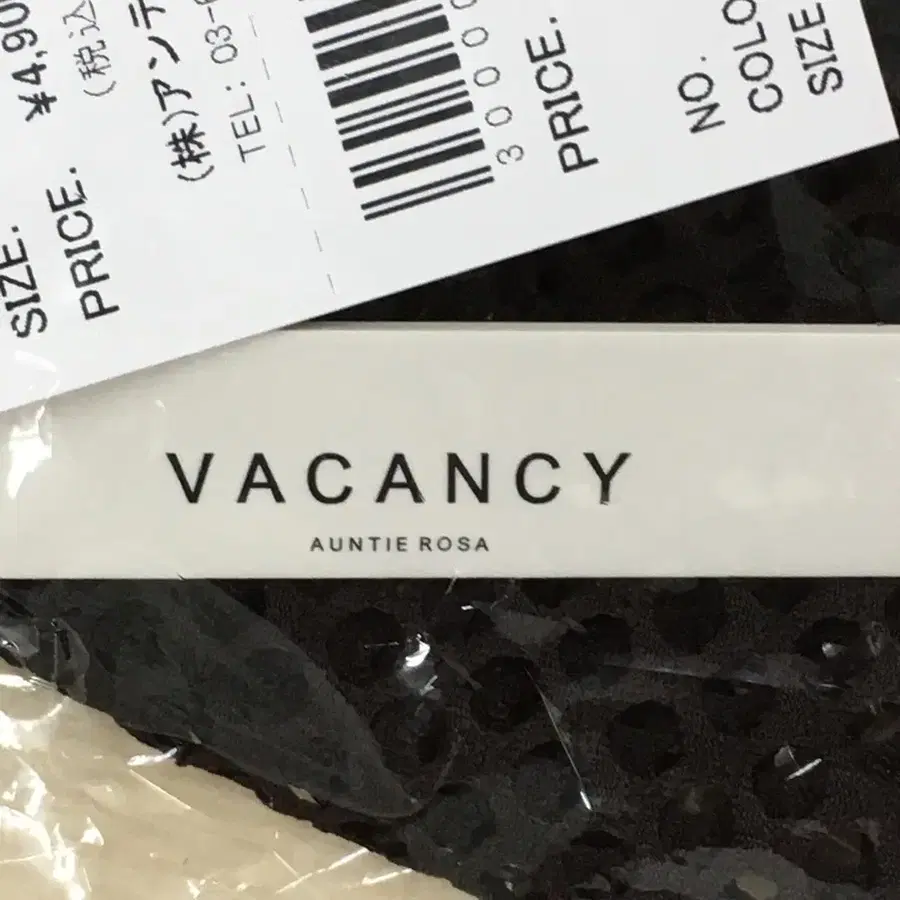 SIZE.
PRICE.
¥4,90
(税込
(株)アンテ
TEL: 03-
3000
PRICE.
NO.
COLO
SIZE
VACANCY
AUNTIE ROSA